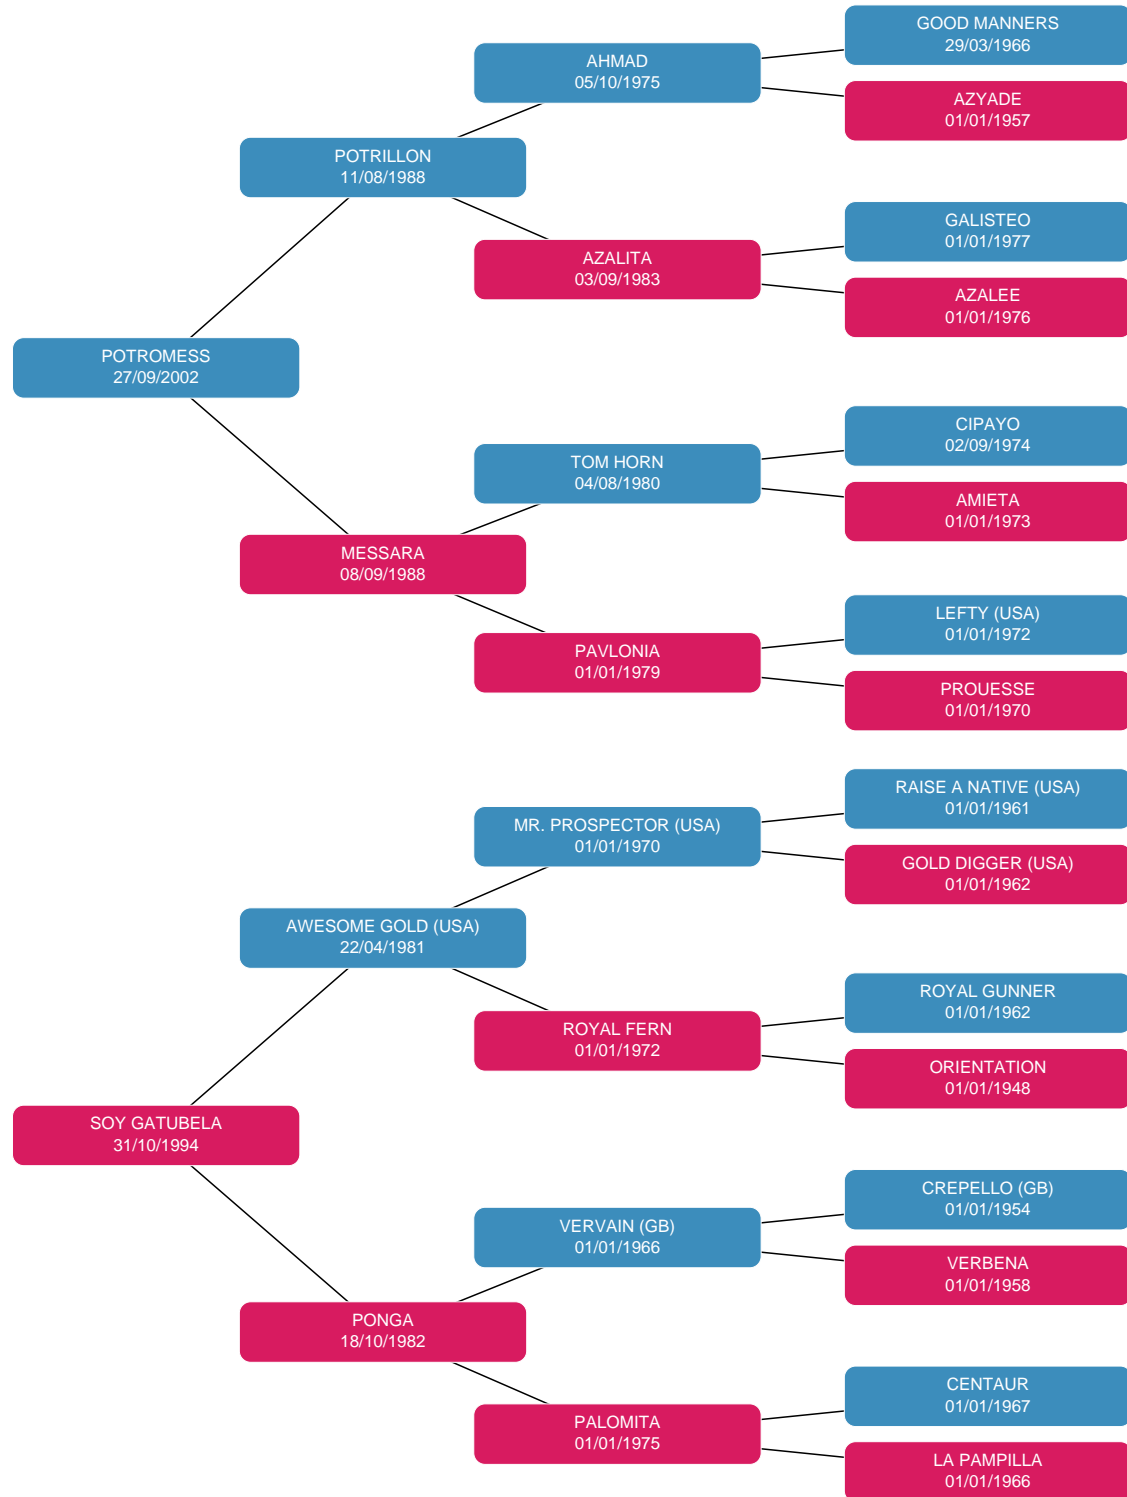 GOOD MANNERS
29/03/1966
AHMAD
05/10/1975
AZYADE
01/01/1957
POTRILLON
11/08/1988
GALISTEO
01/01/1977
AZALITA
03/09/1983
AZALEE
01/01/1976
POTROMESS
27/09/2002
CIPAYO
02/09/1974
TOM HORN
04/08/1980
AMIETA
01/01/1973
MESSARA
08/09/1988
LEFTY (USA)
01/01/1972
PAVLONIA
01/01/1979
PROUESSE
01/01/1970
RAISE A NATIVE (USA)
01/01/1961
MR. PROSPECTOR (USA)
01/01/1970
GOLD DIGGER (USA)
01/01/1962
AWESOME GOLD (USA)
22/04/1981
ROYAL GUNNER
01/01/1962
ROYAL FERN
01/01/1972
ORIENTATION
01/01/1948
SOY GATUBELA
31/10/1994
CREPELLO (GB)
01/01/1954
VERVAIN (GB)
01/01/1966
VERBENA
01/01/1958
PONGA
18/10/1982
CENTAUR
01/01/1967
PALOMITA
01/01/1975
LA PAMPILLA
01/01/1966